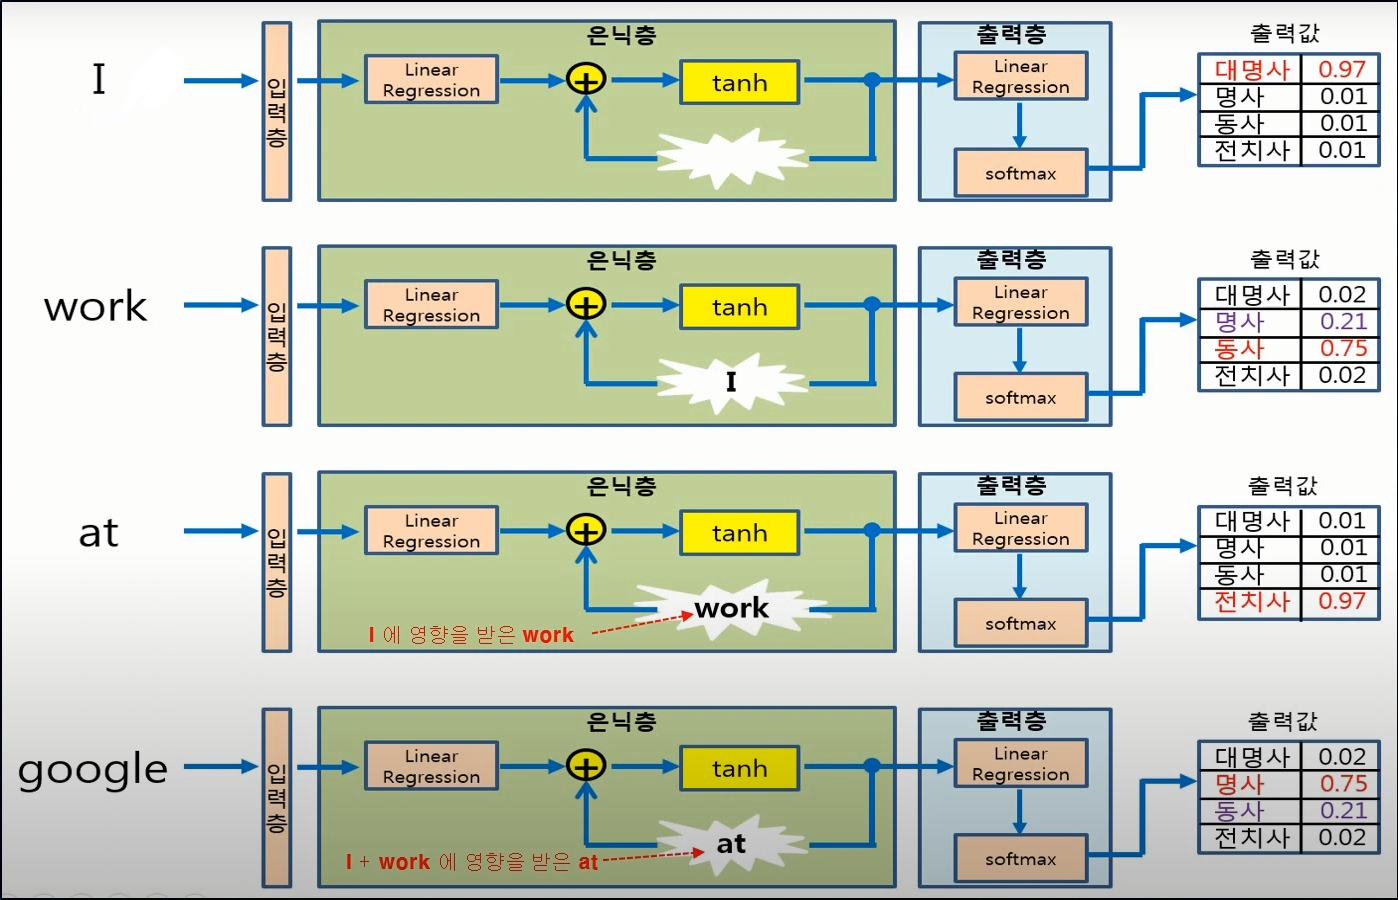 I
입력층
은닉층
Linear
Regression
+
tanh
출력층
Linear
Regression
softmax
출력값
대명사 0.97
명사 0.01
동사 0.01
전치사 0.01
work
입력층
은닉층
Linear
Regression
+
tanh
I
출력층
Linear
Regression
softmax
출력값
대명사 0.02
명사 0.21
동사 0.75
전치사 0.02
at
입력층
은닉층
Linear
Regression
+
tanh
work
I 에 영향을 받은 work
출력층
Linear
Regression
softmax
출력값
대명사 0.01
명사 0.01
동사 0.01
전치사 0.97
google
입력층
은닉층
Linear
Regression
+
tanh
at
I + work 에 영향을 받은 at
출력층
Linear
Regression
softmax
출력값
대명사 0.02
명사 0.75
동사 0.21
전치사 0.02